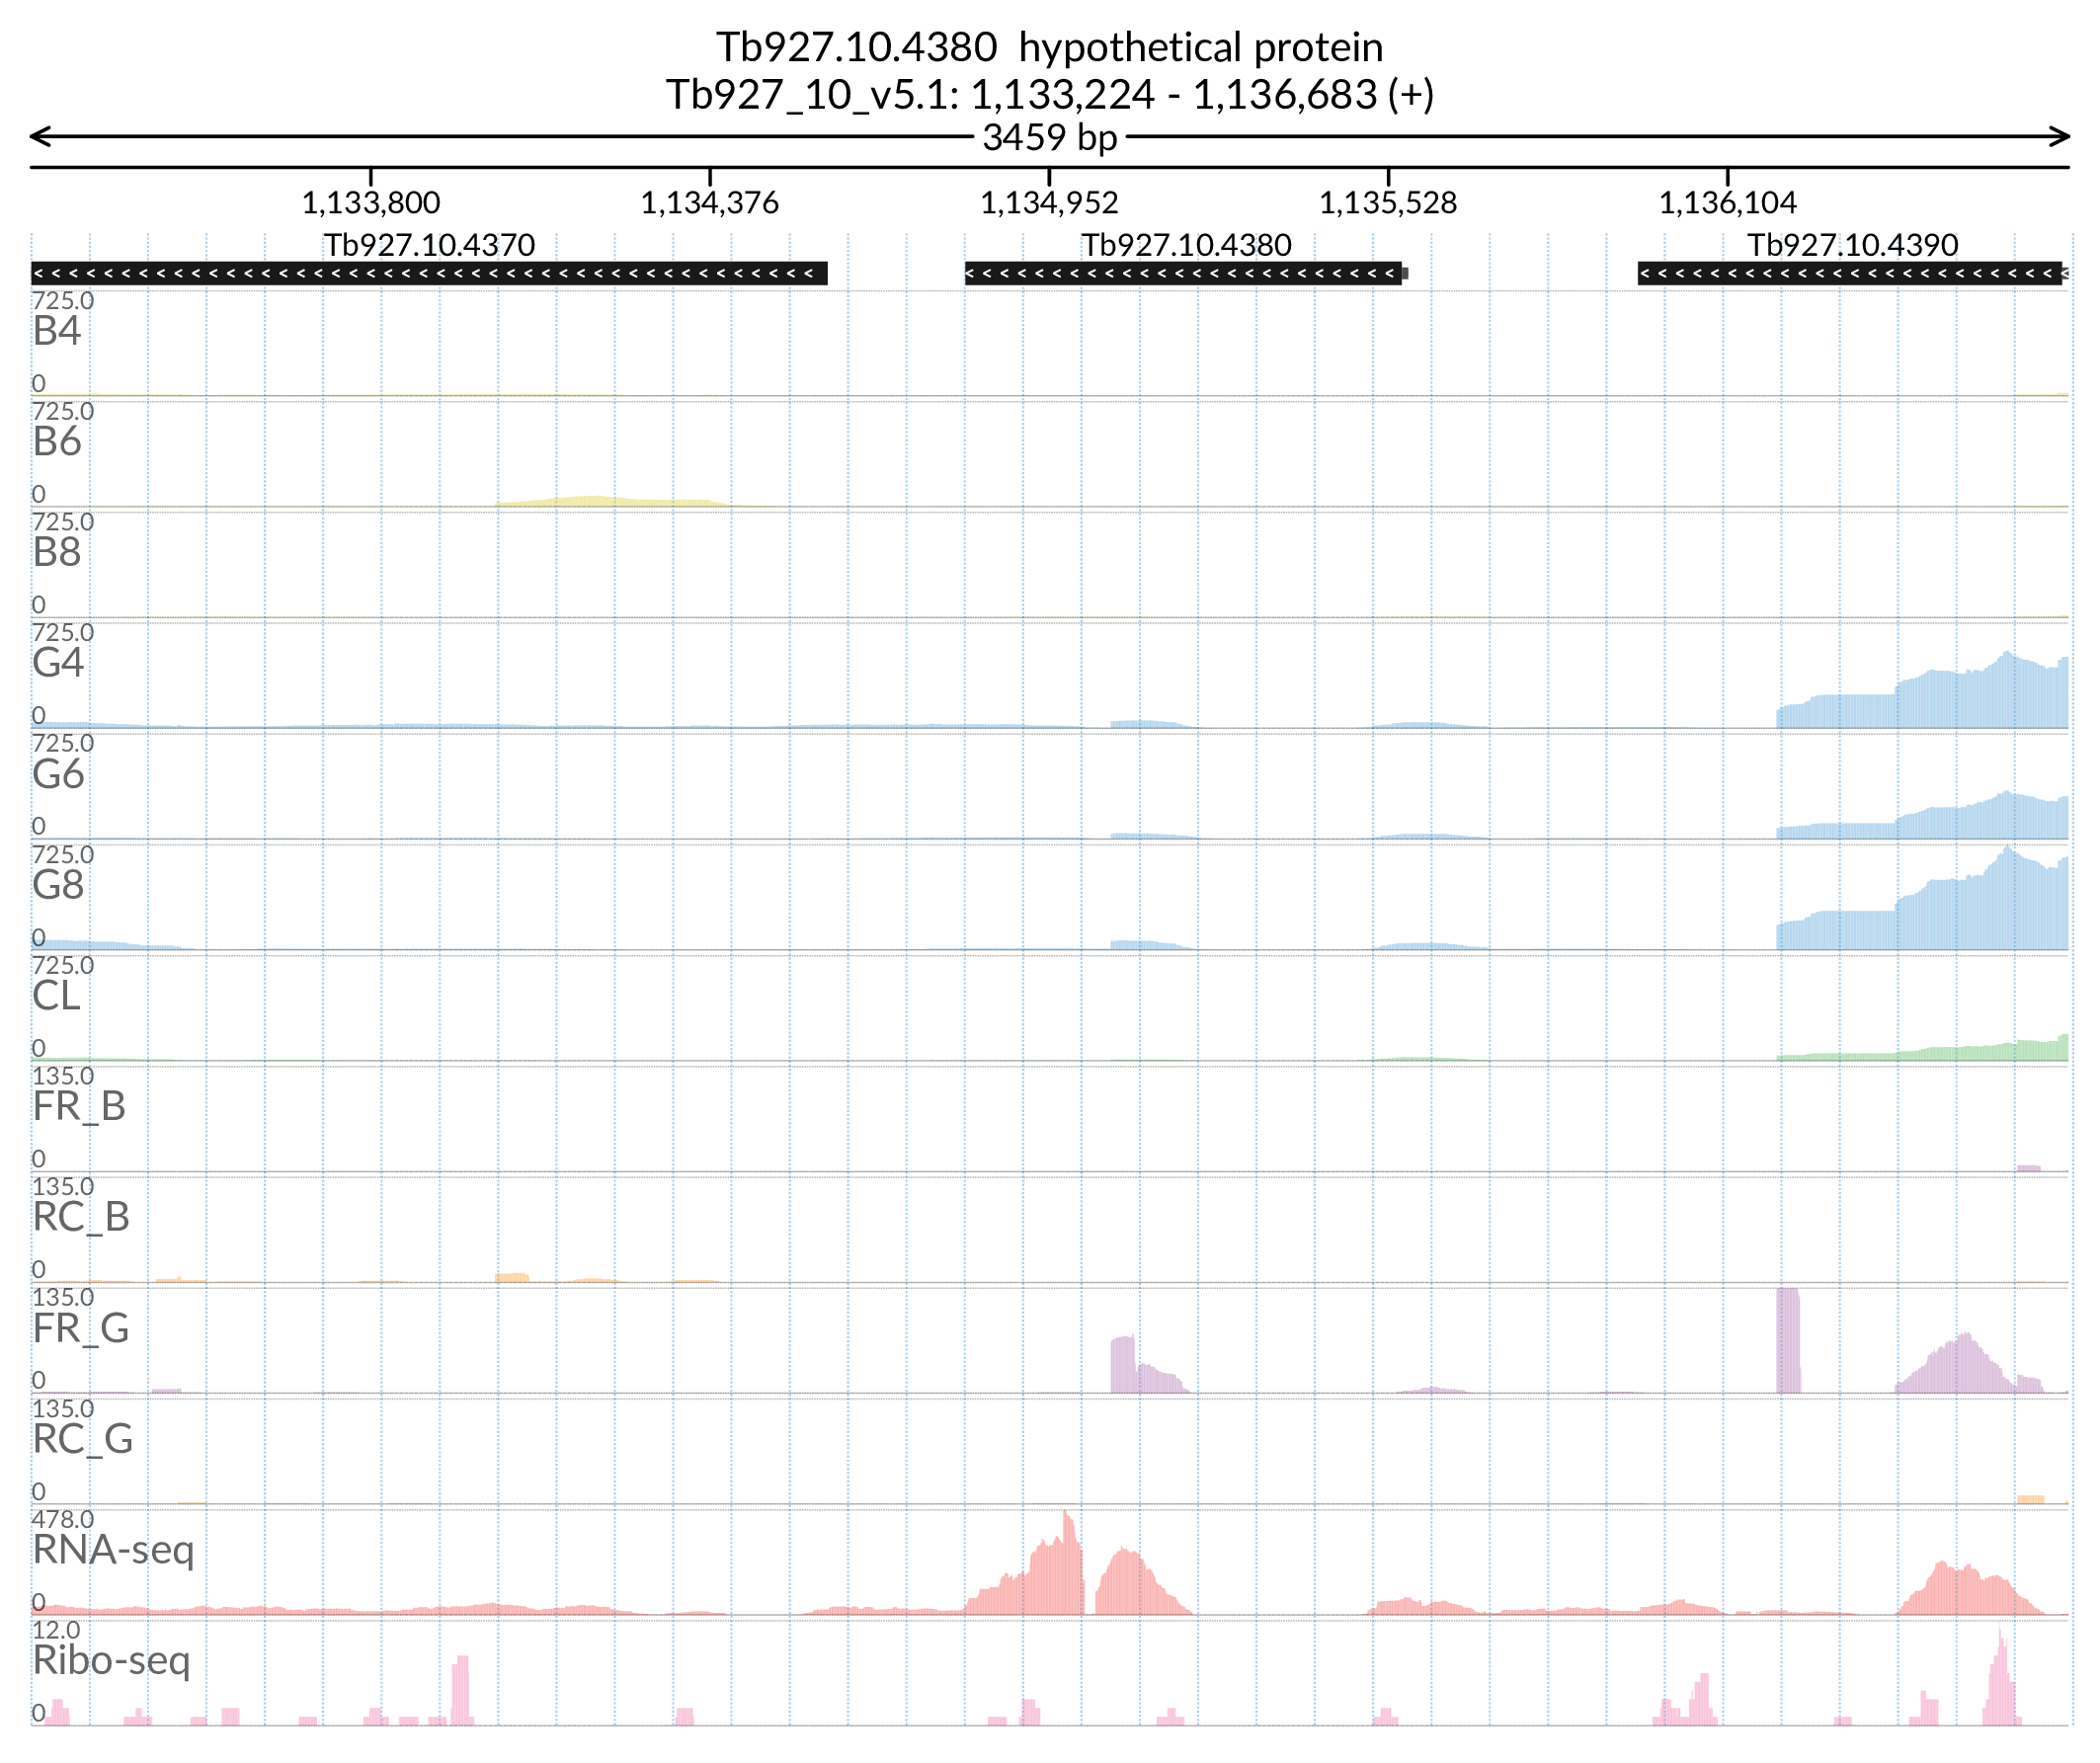 Tb927.10.4380 hypothetical protein
Tb927_10_v5.1: 1,133,224 - 1,136,683 (+)
3459 bp
1,133,800 1,134,376 1,134,952 1,135,528 1,136,104
Tb927.10.4370 Tb927.10.4380 Tb927.10.4390
725.0
B4
0
725.0
B6
0
725.0
B8
0
725.0
G4
0
725.0
G6
0
725.0
G8
0
725.0
CL
0
135.0
FR_B
0
135.0
RC_B
0
135.0
FR_G
0
135.0
RC_G
0
478.0
RNA-seq
0
12.0
Ribo-seq
0